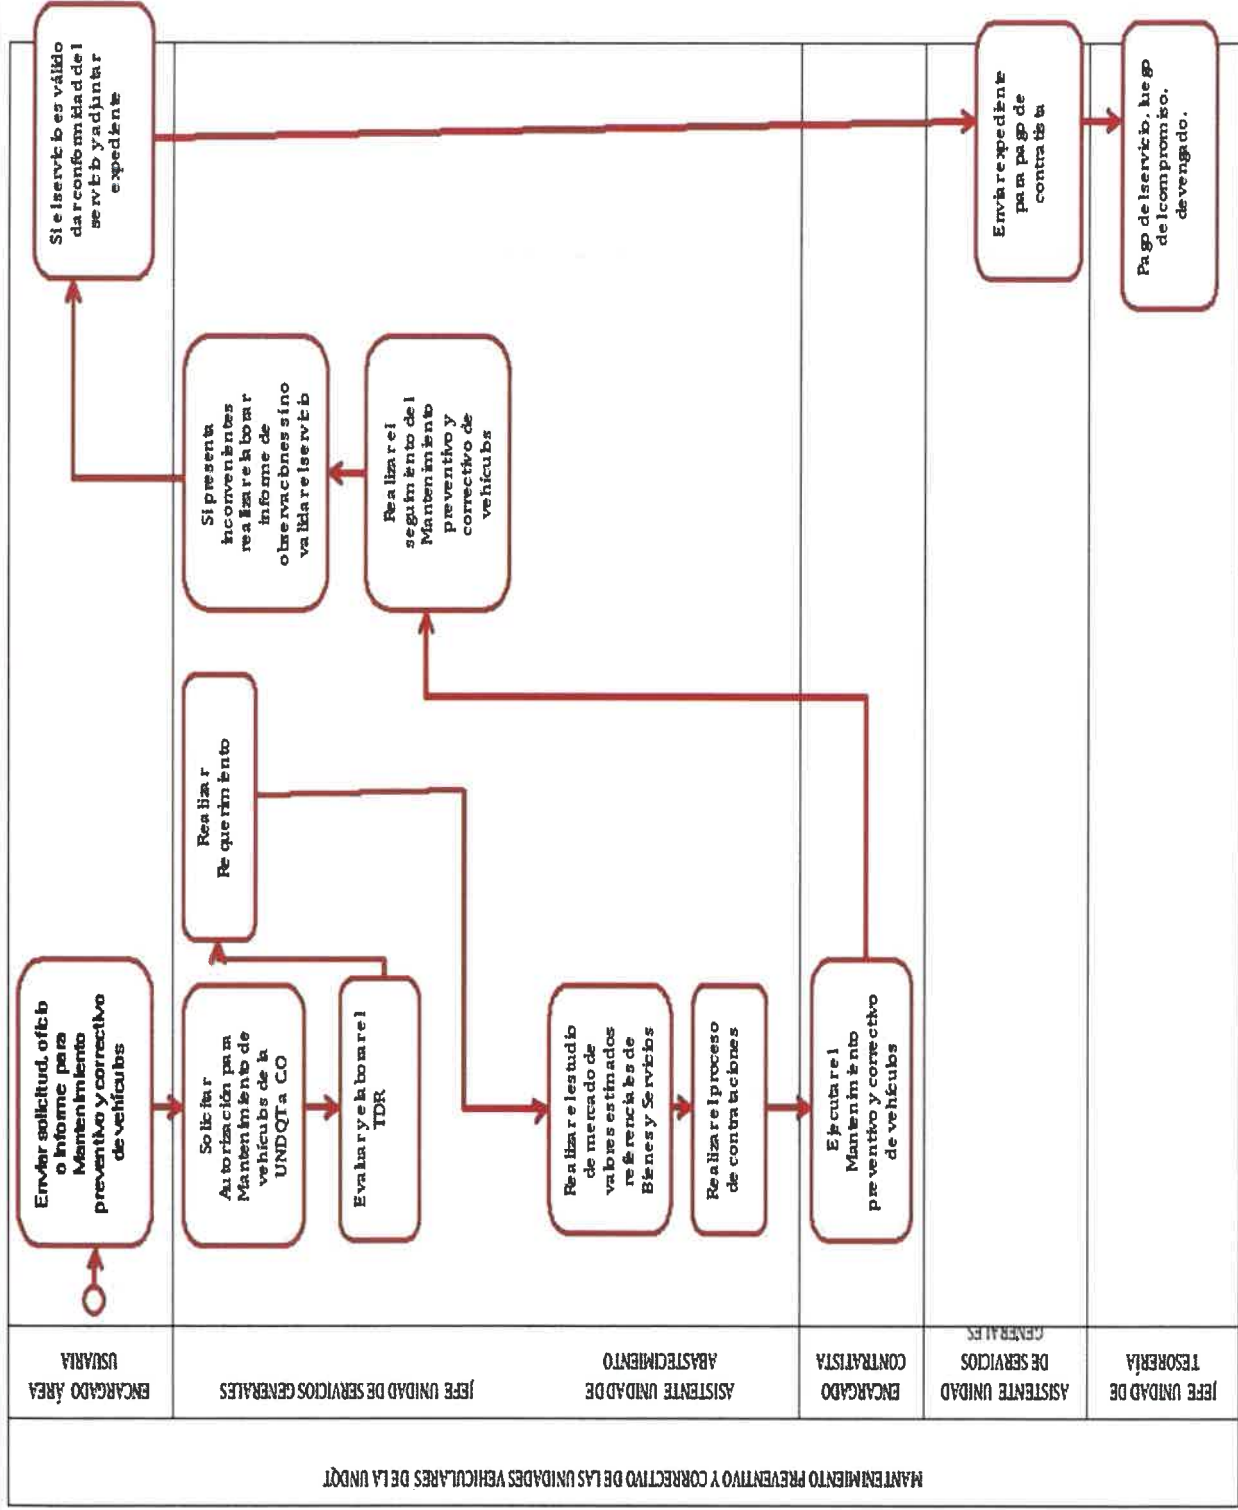 MANTENIMIENTO PREVENTIVO Y CORRECTIVO DE LAS UNIDADES VEHICULARES DE LA UNDQT
ENCARGADO ÁREA
USUARIA
JEFE UNIDAD DE SERVICIOS GENERALES
ASISTENTE UNIDAD DE
ABASTECIMIENTO
ENCARGADO
CONTRATISTA
ASISTENTE UNIDAD
DE SERVICIOS
GENERALES
JEFE UNIDAD DE
TESORERÍA
Enviar solicitud, oficio
o informe para
Mantenimiento
preventivo y correctivo
de vehículos
Solicitar
Autorización para
Mantenimiento de
vehículos de la
UNDQT a CO
Evaluar y elaborar el
TDR
Realizar
Requerimiento
Realizar el estudio
de mercado de
valores estimados
referenciales de
Bienes y Servicios
Realizar el proceso
de contrataciones
Ejecutar el
Mantenimiento
preventivo y correctivo
de vehículos
Realizar el
seguimiento del
Mantenimiento
preventivo y
correctivo de
vehículos
Si presenta
inconvenientes
realizar elaborar
informe de
observaciones sino
validar el servicio
Si el servicio es válido
dar conformidad del
servicio y adjuntar
expediente
Enviar expediente
para pago de
contratista
Pago del servicio, luego
del compromiso,
devengado.